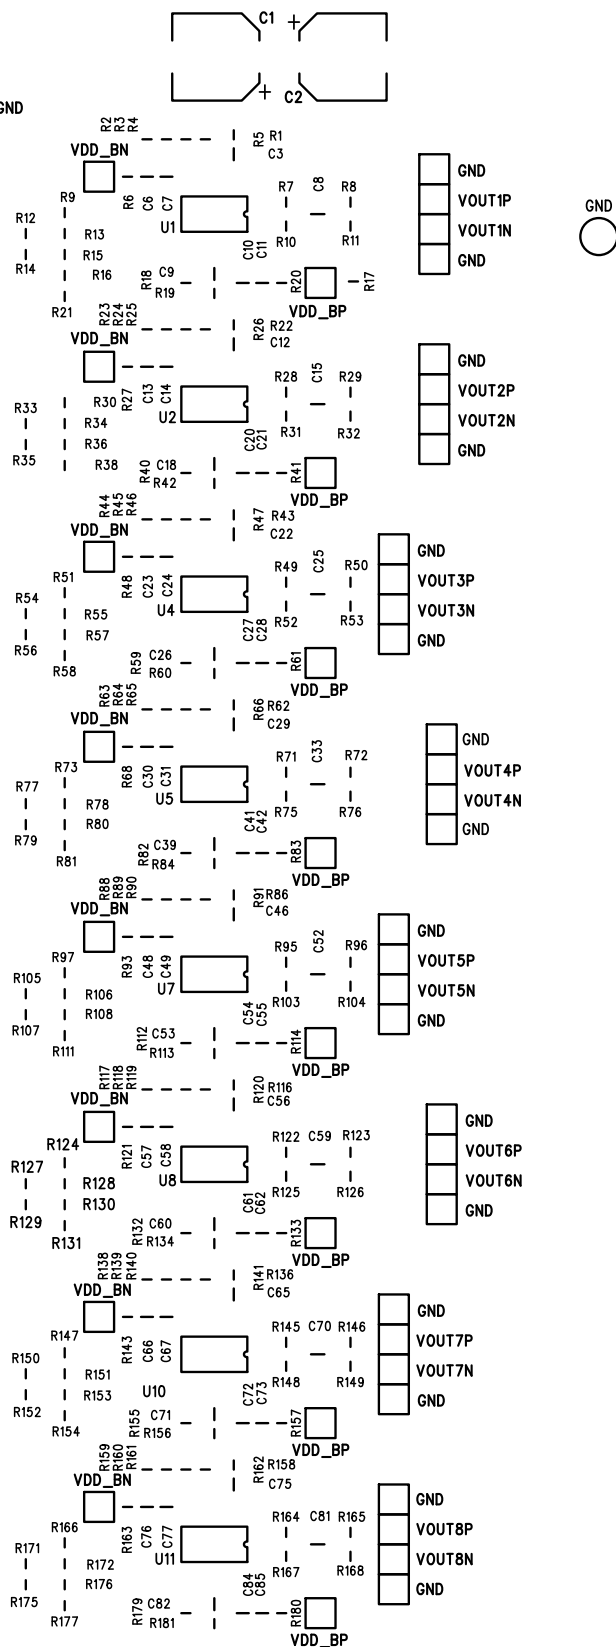 C1 +
+ C2
GND
R2 R3 R4 R5 R1
C3
VDD_BN
R6 C6 C7 R7 C8 R8 GND
R9 VOUT1P GND
R12 R13 U1 C10 C11 R10 R11 VOUT1N
R14 R15 GND
R16 R18 C9 R20 R17
R19
R21 VDD_BP
R23 R24 R25 R26 R22
C12
VDD_BN
GND
R27 C13 C14 R28 C15 R29 VOUT2P
R33 R30 U2 R31 R32 VOUT2N
R34 C20 C21
R35 R36 GND
R38 R40 C18 R41
R42
VDD_BP
R44 R45 R46 R47 R43
C22
VDD_BN
GND
R51 R48 C23 C24 R49 C25 R50 VOUT3P
R54 R55 U4 R52 R53 VOUT3N
R56 R57 C27 C28 GND
R58 R59 C26 R61
R60
VDD_BP
R63 R64 R65 R66 R62
C29
VDD_BN
GND
R73 R68 C30 C31 R71 C33 R72 VOUT4P
R77 R78 U5 R75 R76 VOUT4N
R79 R80 C41 C42 GND
R81 R82 C39 R83
R84
VDD_BP
R88 R89 R90 R91 R86
C46
VDD_BN
GND
R97 R93 C48 C49 R95 C52 R96 VOUT5P
R105 R106 U7 R103 R104 VOUT5N
R107 R108 C54 C55 GND
R111 R112 C53 R114
R113
VDD_BP
R117 R118 R119 R120 R116
C56
VDD_BN
GND
R124 R121 C57 C58 R122 C59 R123 VOUT6P
R127 R128 U8 R125 R126 VOUT6N
R129 R130 C61 C62 GND
R131 R132 C60 R133
R134
VDD_BP
R138 R139 R140 R141 R136
C65
VDD_BN
GND
R147 R143 C66 C67 R145 C70 R146 VOUT7P
R150 R151 R148 R149 VOUT7N
R152 R153 U10 C72 C73 GND
R154 R155 C71 R157
R156
VDD_BP
R159 R160 R161 R162 R158
C75
VDD_BN
GND
R166 R163 C76 C77 R164 C81 R165 VOUT8P
R171 R172 U11 R167 R168 VOUT8N
R175 R176 C84 C85 GND
R177 R179 C82 R180
R181
VDD_BP